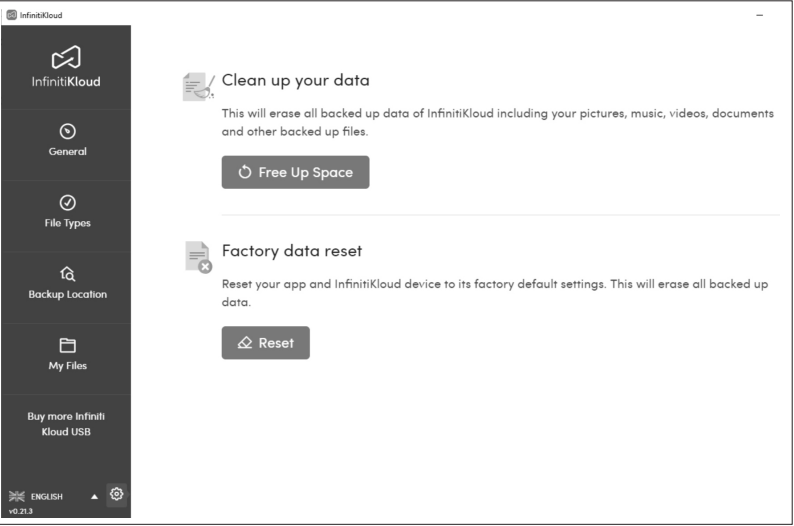 InfinitiKloud
InfinitiKloud
General
File Types
Backup Location
My Files
Buy more Infiniti
Kloud USB
ENGLISH
v0.21.3
Clean up your data
This will erase all backed up data of InfinitiKloud including your pictures, music, videos, documents
and other backed up files.
Free Up Space
Factory data reset
Reset your app and InfinitiKloud device to its factory default settings. This will erase all backed up
data.
Reset